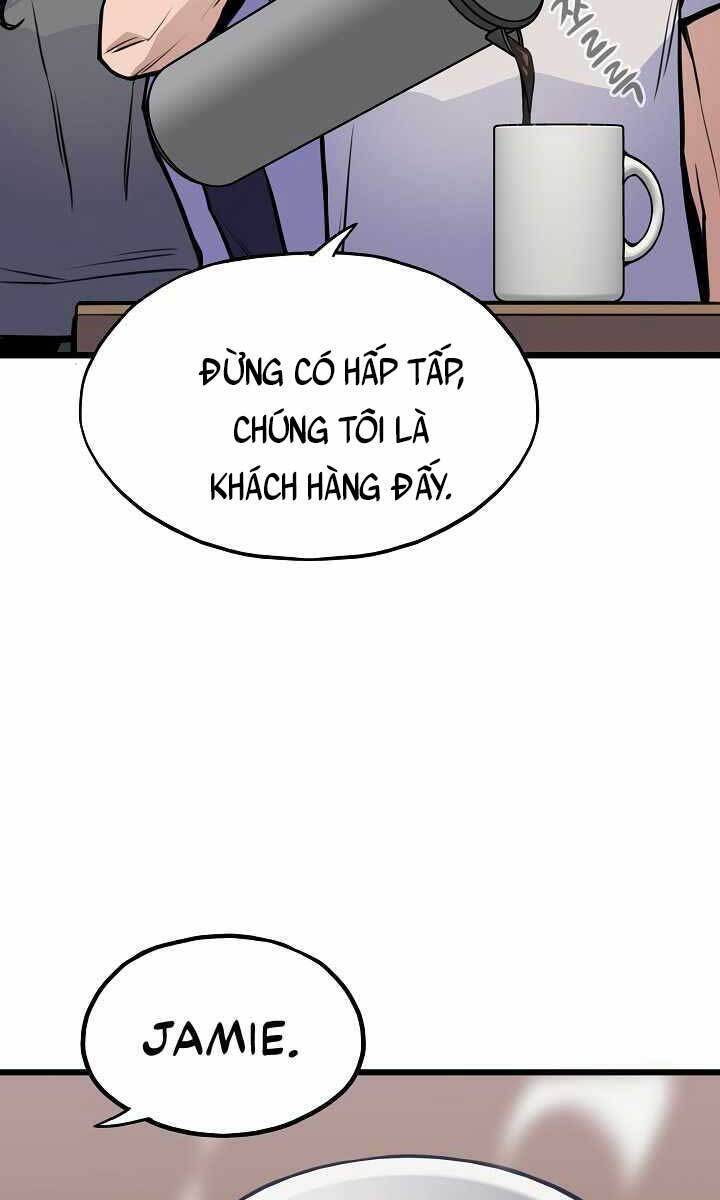 ĐỪNG CÓ HẤP TẤP,
CHÚNG TÔI LÀ
KHÁCH HÀNG ĐẤY.
JAMIE.